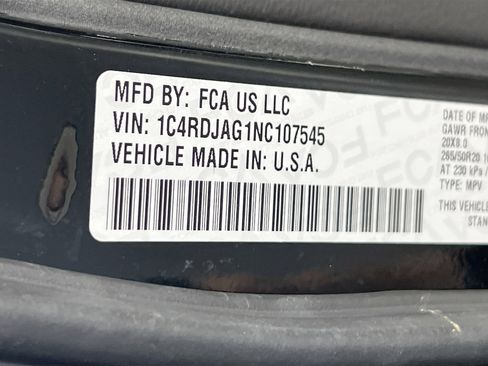 MFD BY: FCA US LLC
VIN: 1C4RDJAG1NC107545
VEHICLE MADE IN: U.S.A.
DATE OF M
GAWR FRON
20X8.0
265/50R20 1
AT 230 kPa /
TYPE: MPV
THIS VEHICLE
STAN